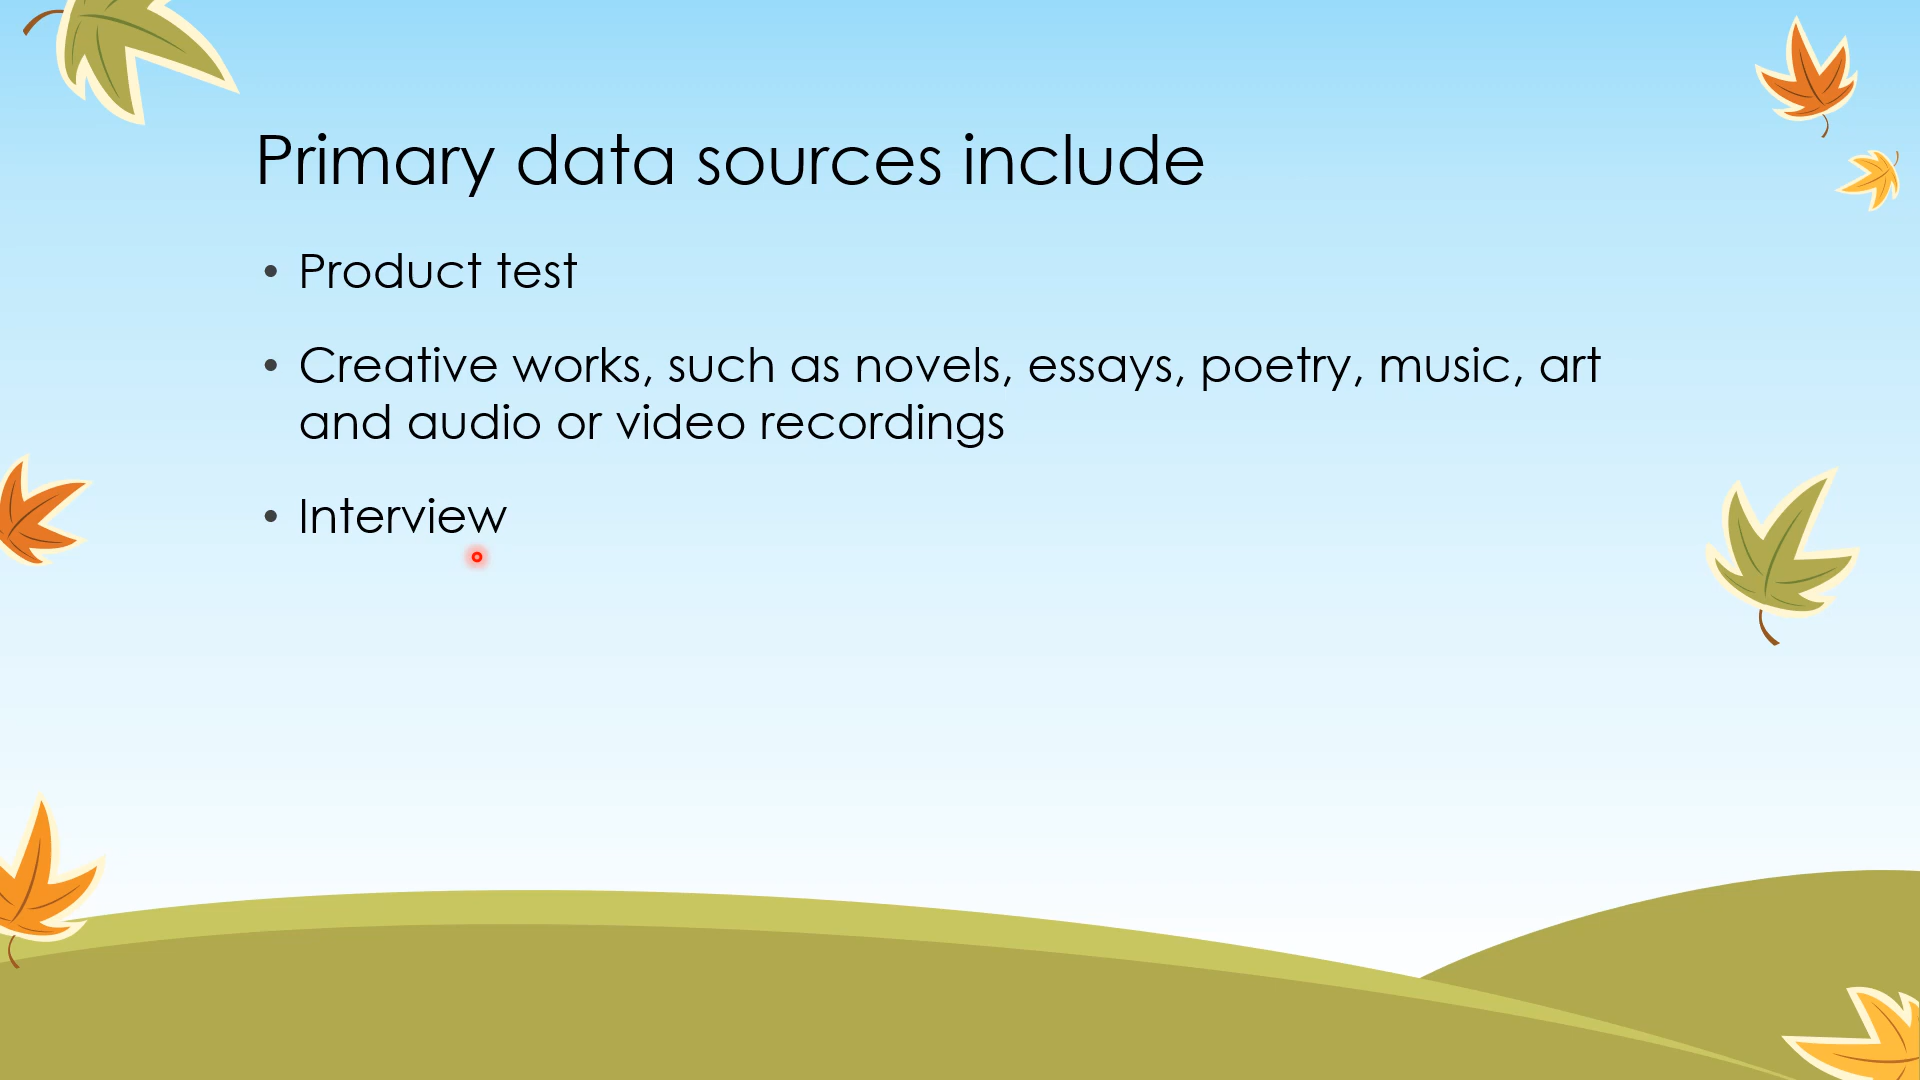 Primary data sources include
• Product test
• Creative works, such as novels, essays, poetry, music, art
and audio or video recordings
• Interview